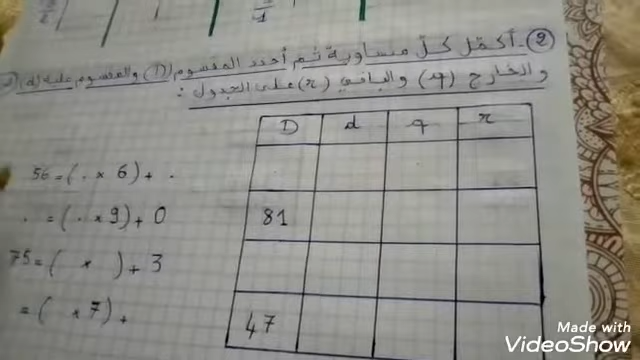 ② - أكمل كل مساوية ثم أحدد المقسوم (D) والمقسوم عليه (d)
والخارج (q) والباقي (r) على الجدول :
D d q r
56 = ( . × 6 ) + .
. = ( . × 9 ) + 0
81
75 = ( × ) + 3
= ( × 7 ) +
47
Made with
VideoShow